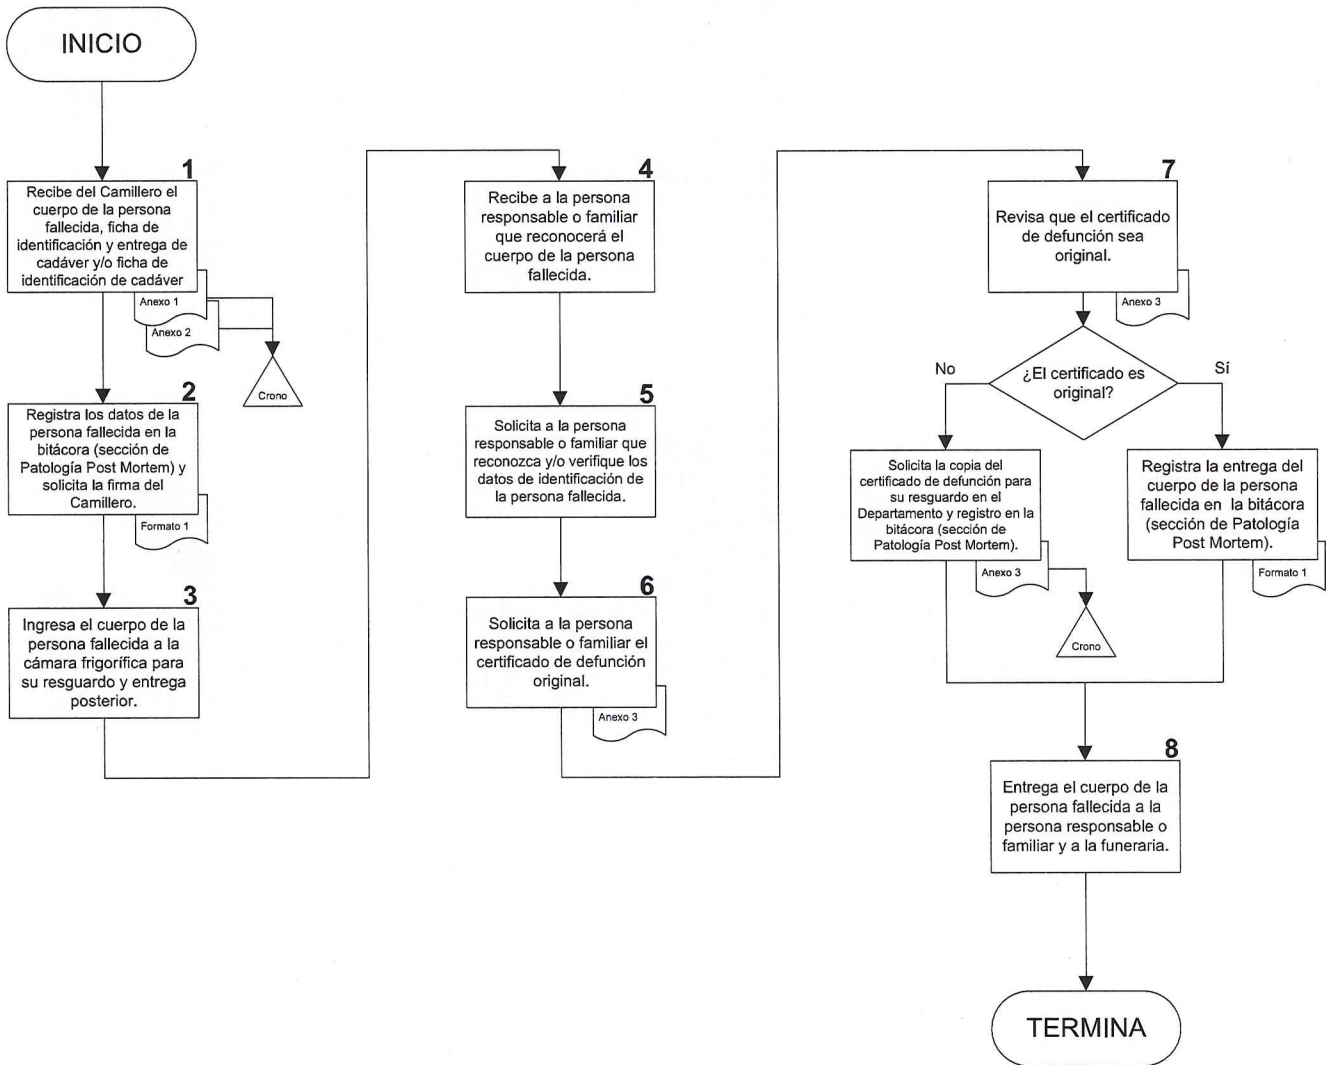 INICIO
1
Recibe del Camillero el
cuerpo de la persona
fallecida, ficha de
identificación y entrega de
cadáver y/o ficha de
identificación de cadáver
Anexo 1
Anexo 2
Crono
2
Registra los datos de la
persona fallecida en la
bitácora (sección de
Patología Post Mortem) y
solicita la firma del
Camillero.
Formato 1
3
Ingresa el cuerpo de la
persona fallecida a la
cámara frigorífica para
su resguardo y entrega
posterior.
4
Recibe a la persona
responsable o familiar
que reconocerá el
cuerpo de la persona
fallecida.
5
Solicita a la persona
responsable o familiar que
reconozca y/o verifique los
datos de identificación de
la persona fallecida.
6
Solicita a la persona
responsable o familiar el
certificado de defunción
original.
Anexo 3
7
Revisa que el certificado
de defunción sea
original.
Anexo 3
¿El certificado es
original?
No
Sí
Solicita la copia del
certificado de defunción para
su resguardo en el
Departamento y registro en la
bitácora (sección de
Patología Post Mortem).
Anexo 3
Crono
Registra la entrega del
cuerpo de la persona
fallecida en la bitácora
(sección de Patología
Post Mortem).
Formato 1
8
Entrega el cuerpo de la
persona fallecida a la
persona responsable o
familiar y a la funeraria.
TERMINA